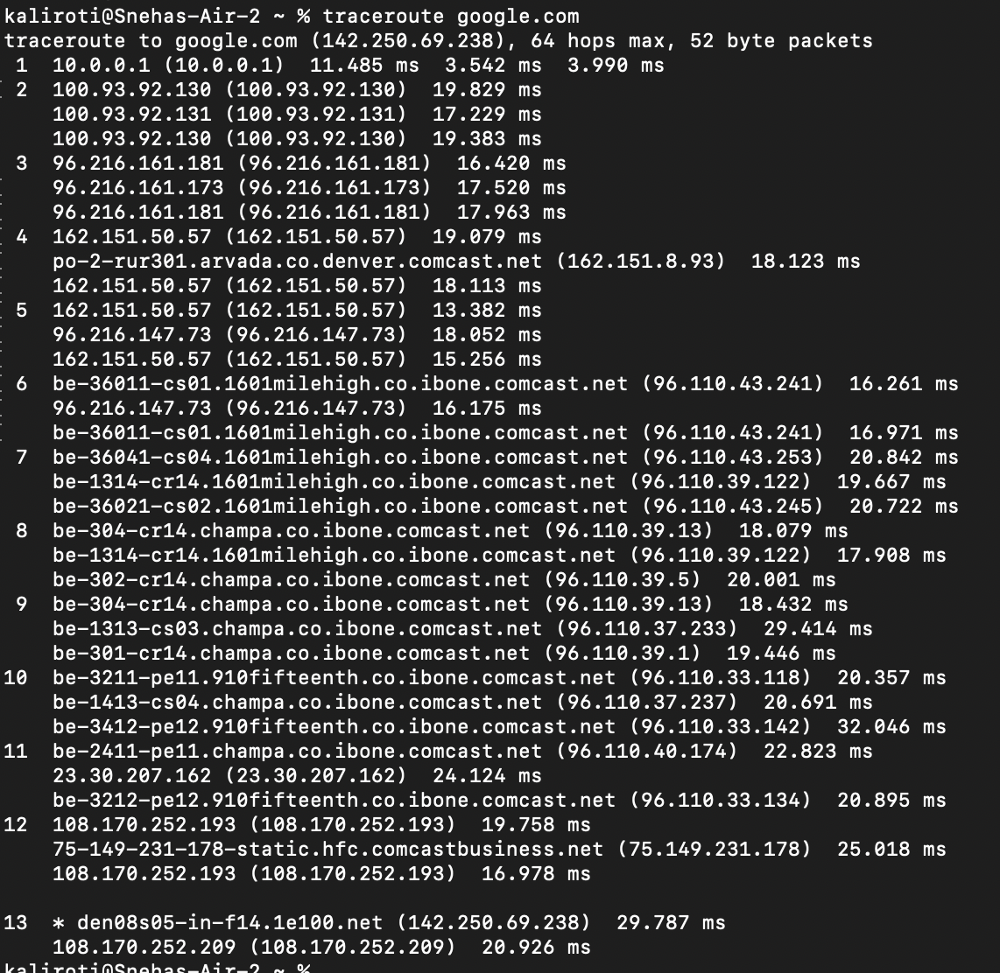 kaliroti@Snehas-Air-2 ~ % traceroute google.com
traceroute to google.com (142.250.69.238), 64 hops max, 52 byte packets
 1  10.0.0.1 (10.0.0.1)  11.485 ms  3.542 ms  3.990 ms
 2  100.93.92.130 (100.93.92.130)  19.829 ms
    100.93.92.131 (100.93.92.131)  17.229 ms
    100.93.92.130 (100.93.92.130)  19.383 ms
 3  96.216.161.181 (96.216.161.181)  16.420 ms
    96.216.161.173 (96.216.161.173)  17.520 ms
    96.216.161.181 (96.216.161.181)  17.963 ms
 4  162.151.50.57 (162.151.50.57)  19.079 ms
    po-2-rur301.arvada.co.denver.comcast.net (162.151.8.93)  18.123 ms
    162.151.50.57 (162.151.50.57)  18.113 ms
 5  162.151.50.57 (162.151.50.57)  13.382 ms
    96.216.147.73 (96.216.147.73)  18.052 ms
    162.151.50.57 (162.151.50.57)  15.256 ms
 6  be-36011-cs01.1601milehigh.co.ibone.comcast.net (96.110.43.241)  16.261 ms
    96.216.147.73 (96.216.147.73)  16.175 ms
    be-36011-cs01.1601milehigh.co.ibone.comcast.net (96.110.43.241)  16.971 ms
 7  be-36041-cs04.1601milehigh.co.ibone.comcast.net (96.110.43.253)  20.842 ms
    be-1314-cr14.1601milehigh.co.ibone.comcast.net (96.110.39.122)  19.667 ms
    be-36021-cs02.1601milehigh.co.ibone.comcast.net (96.110.43.245)  20.722 ms
 8  be-304-cr14.champa.co.ibone.comcast.net (96.110.39.13)  18.079 ms
    be-1314-cr14.1601milehigh.co.ibone.comcast.net (96.110.39.122)  17.908 ms
    be-302-cr14.champa.co.ibone.comcast.net (96.110.39.5)  20.001 ms
 9  be-304-cr14.champa.co.ibone.comcast.net (96.110.39.13)  18.432 ms
    be-1313-cs03.champa.co.ibone.comcast.net (96.110.37.233)  29.414 ms
    be-301-cr14.champa.co.ibone.comcast.net (96.110.39.1)  19.446 ms
10  be-3211-pe11.910fifteenth.co.ibone.comcast.net (96.110.33.118)  20.357 ms
    be-1413-cs04.champa.co.ibone.comcast.net (96.110.37.237)  20.691 ms
    be-3412-pe12.910fifteenth.co.ibone.comcast.net (96.110.33.142)  32.046 ms
11  be-2411-pe11.champa.co.ibone.comcast.net (96.110.40.174)  22.823 ms
    23.30.207.162 (23.30.207.162)  24.124 ms
    be-3212-pe12.910fifteenth.co.ibone.comcast.net (96.110.33.134)  20.895 ms
12  108.170.252.193 (108.170.252.193)  19.758 ms
    75-149-231-178-static.hfc.comcastbusiness.net (75.149.231.178)  25.018 ms
    108.170.252.193 (108.170.252.193)  16.978 ms
13  * den08s05-in-f14.1e100.net (142.250.69.238)  29.787 ms
    108.170.252.209 (108.170.252.209)  20.926 ms
kaliroti@Snehas-Air-2 ~ %